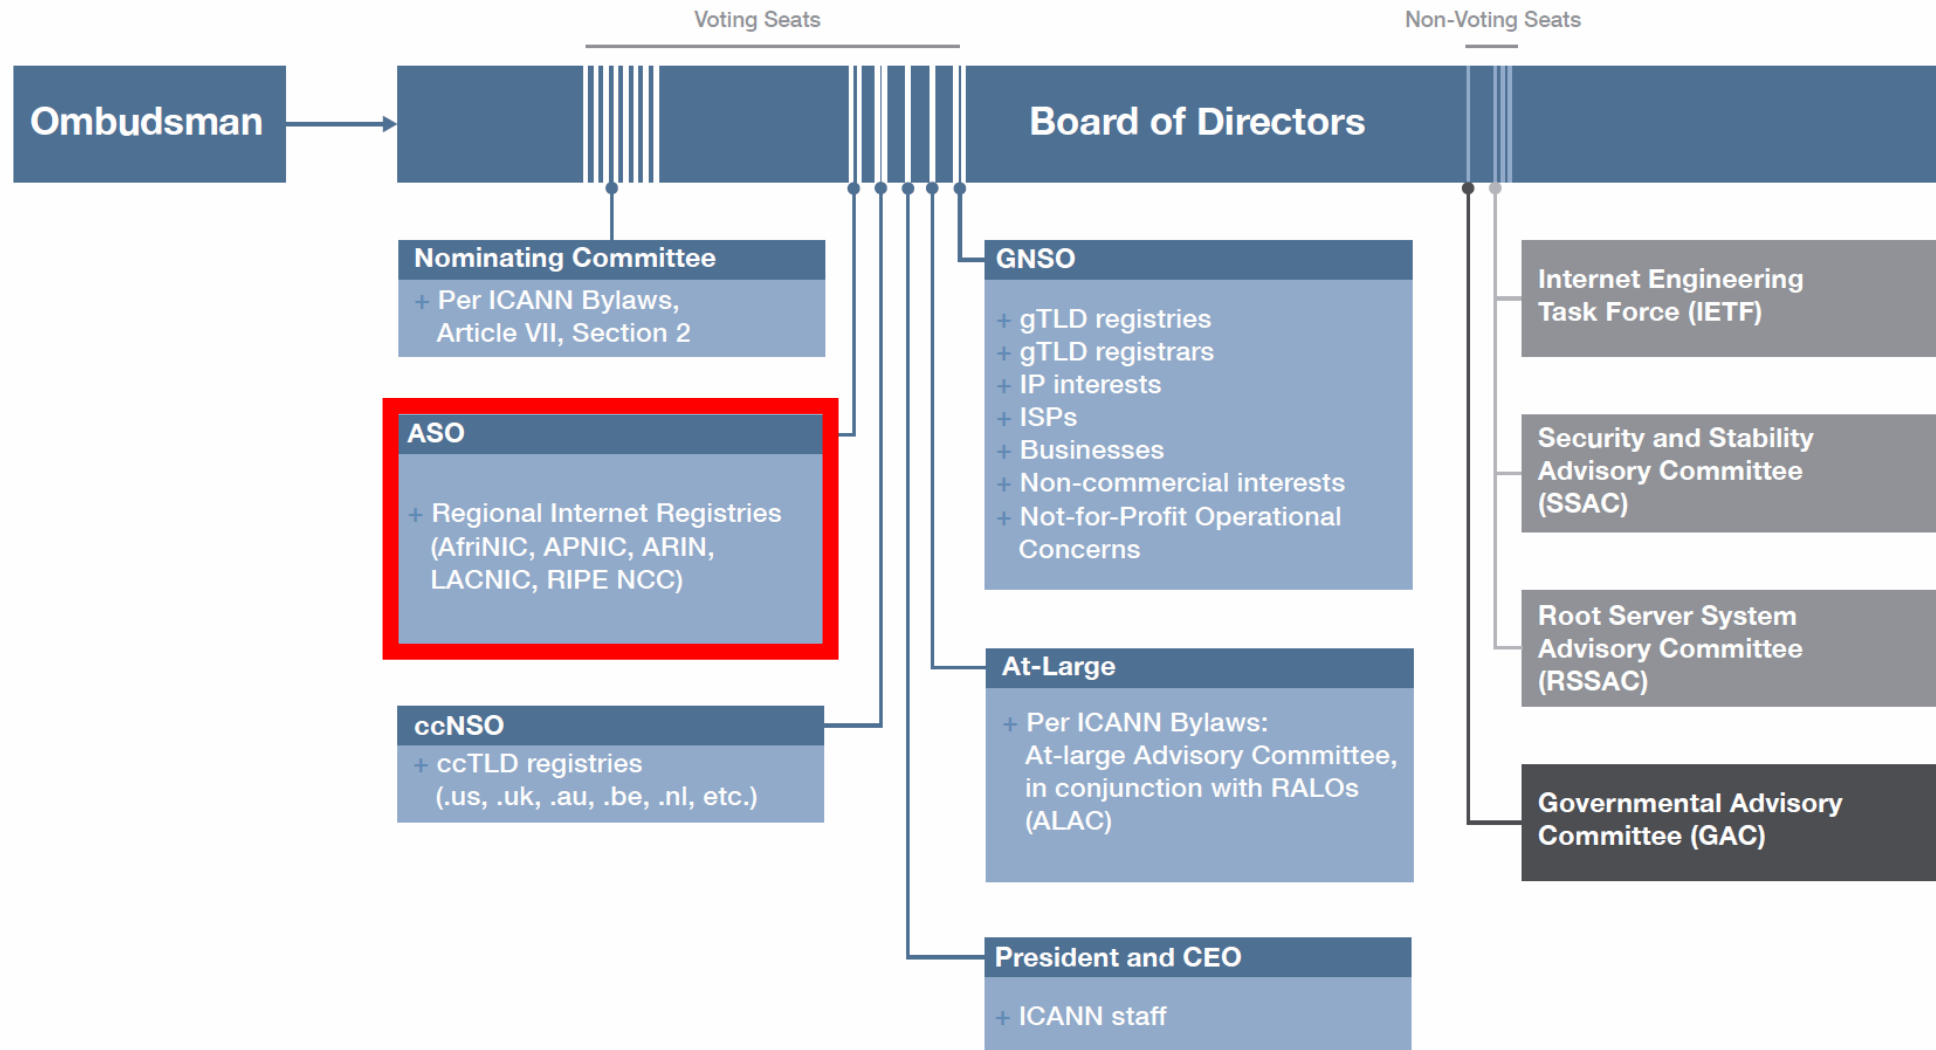 Voting Seats
Non-Voting Seats
Ombudsman
Board of Directors
Nominating Committee
+ Per ICANN Bylaws,
Article VII, Section 2
ASO
+ Regional Internet Registries
(AfriNIC, APNIC, ARIN,
LACNIC, RIPE NCC)
ccNSO
+ ccTLD registries
(.us, .uk, .au, .be, .nl, etc.)
GNSO
+ gTLD registries
+ gTLD registrars
+ IP interests
+ ISPs
+ Businesses
+ Non-commercial interests
+ Not-for-Profit Operational
Concerns
At-Large
+ Per ICANN Bylaws:
At-large Advisory Committee,
in conjunction with RALOs
(ALAC)
President and CEO
+ ICANN staff
Internet Engineering
Task Force (IETF)
Security and Stability
Advisory Committee
(SSAC)
Root Server System
Advisory Committee
(RSSAC)
Governmental Advisory
Committee (GAC)